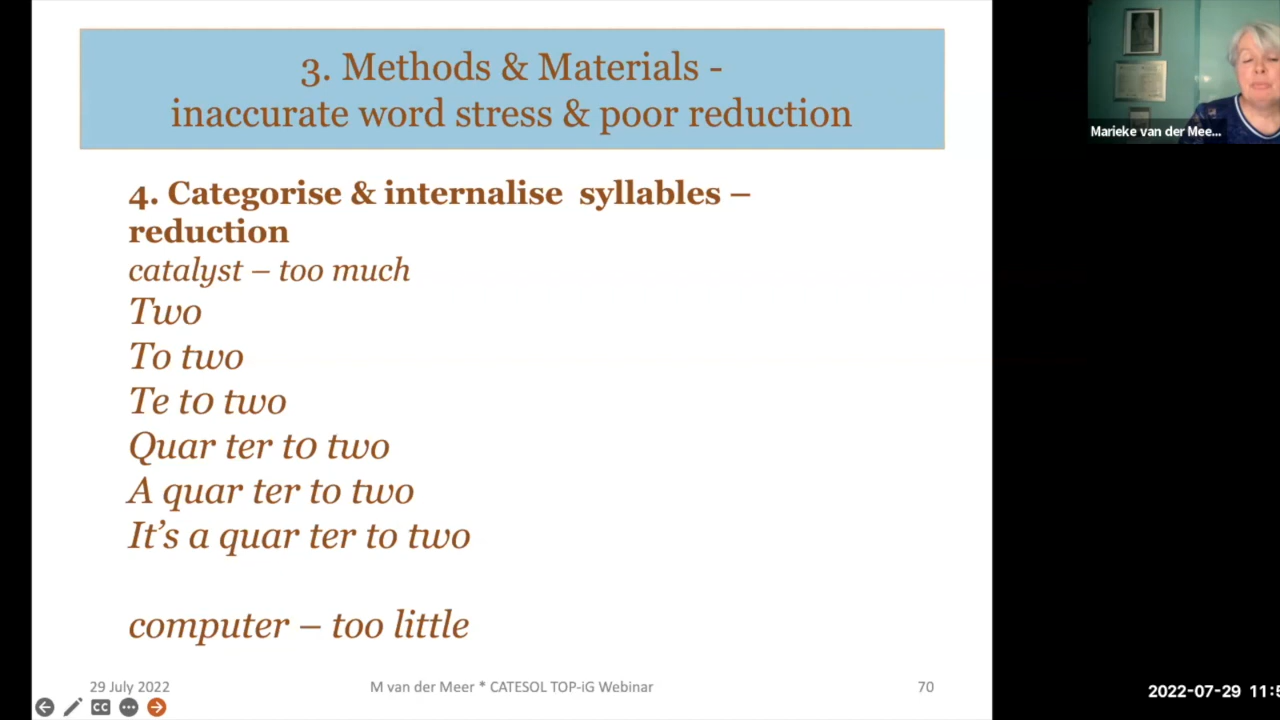 3. Methods & Materials -
inaccurate word stress & poor reduction
Marieke van der Mee...
4. Categorise & internalise syllables –
reduction
catalyst – too much
Two
To two
Te to two
Quar ter to two
A quar ter to two
It's a quar ter to two
computer – too little
29 July 2022
M van der Meer * CATESOL TOP-iG Webinar
70
CC
2022-07-29 11:5